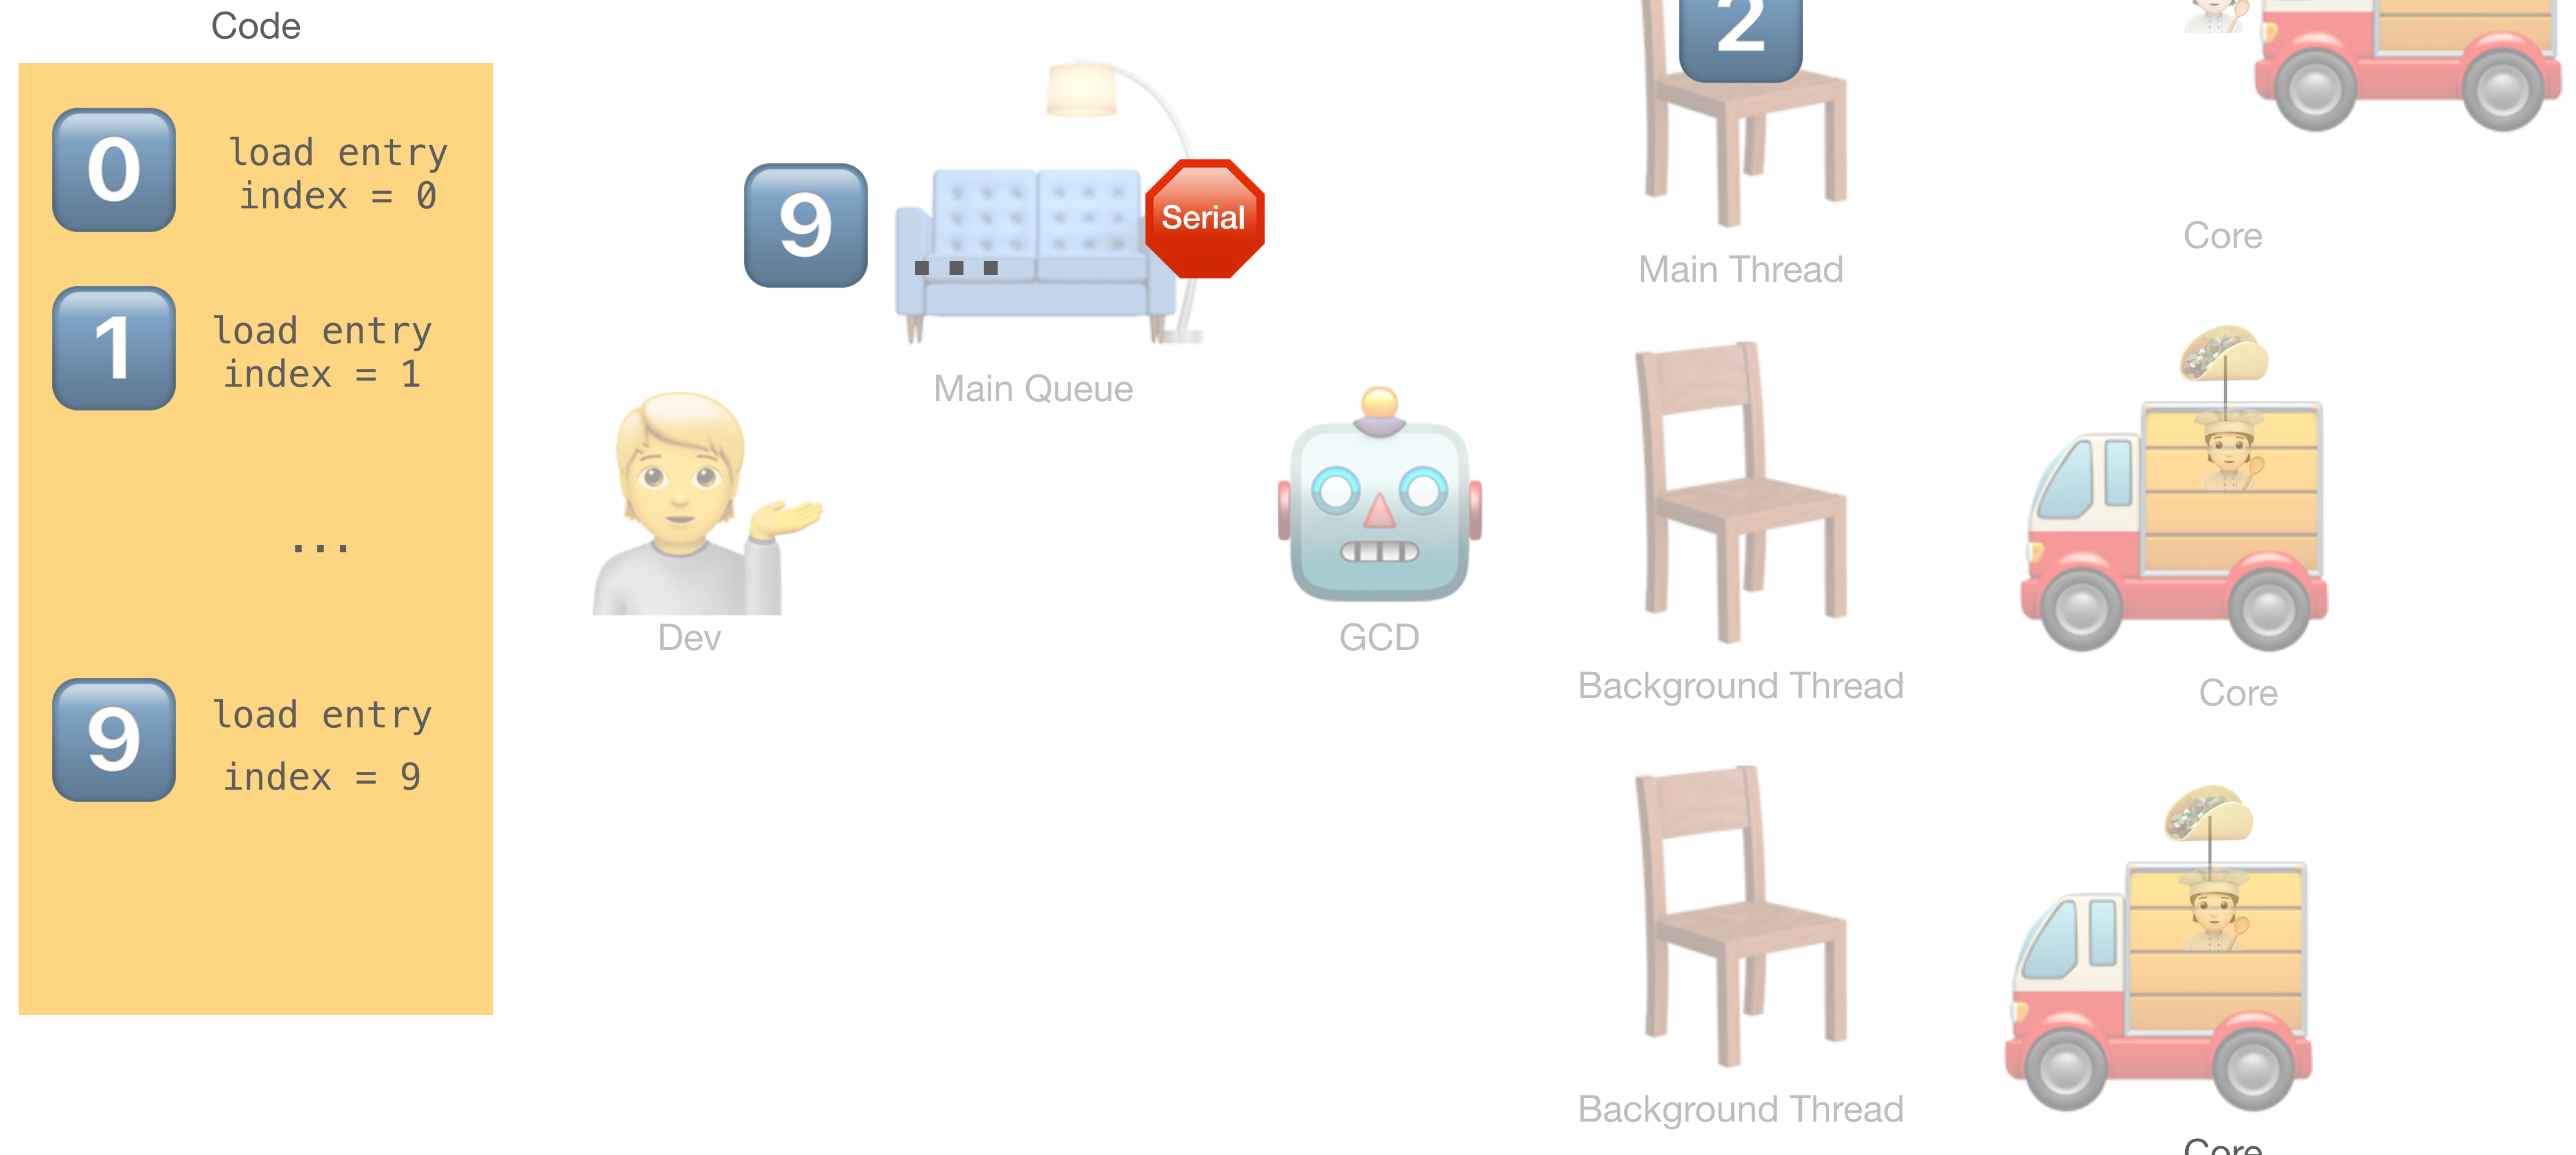 Code
0
load entry
index = 0
1
load entry
index = 1
...
9
load entry
index = 9
9
...
Serial
Main Queue
Dev
GCD
2
Main Thread
Background Thread
Background Thread
Core
Core
Core